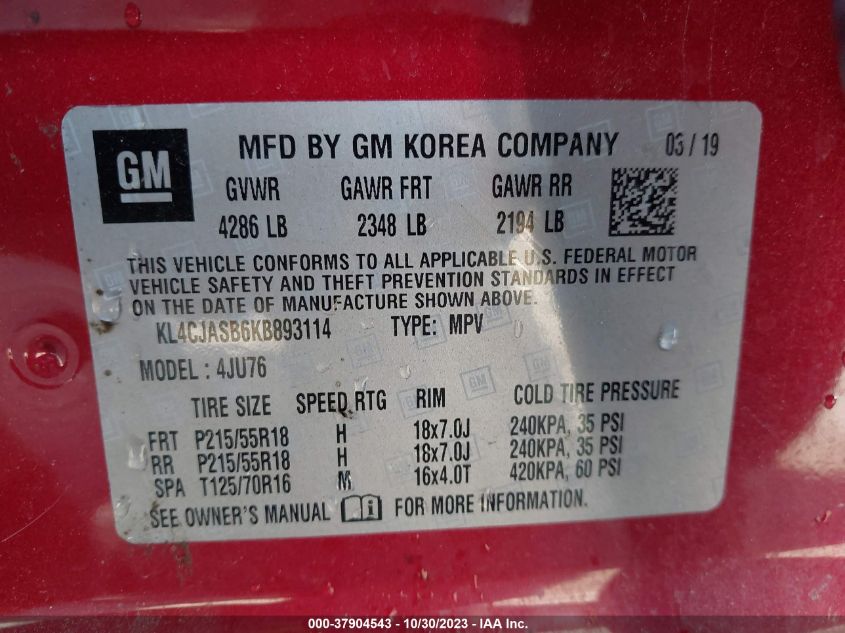 GM
MFD BY GM KOREA COMPANY 03 / 19
GVWR GAWR FRT GAWR RR
4286 LB 2348 LB 2194 LB
THIS VEHICLE CONFORMS TO ALL APPLICABLE U.S. FEDERAL MOTOR
VEHICLE SAFETY AND THEFT PREVENTION STANDARDS IN EFFECT
ON THE DATE OF MANUFACTURE SHOWN ABOVE.
KL4CJASB6KB893114 TYPE: MPV
MODEL : 4JU76
TIRE SIZE SPEED RTG RIM COLD TIRE PRESSURE
FRT P215/55R18 H 18x7.0J 240KPA, 35 PSI
RR P215/55R18 H 18x7.0J 240KPA, 35 PSI
SPA T125/70R16 M 16x4.0T 420KPA, 60 PSI
SEE OWNER'S MANUAL i FOR MORE INFORMATION.
000-37904543 - 10/30/2023 - IAA Inc.